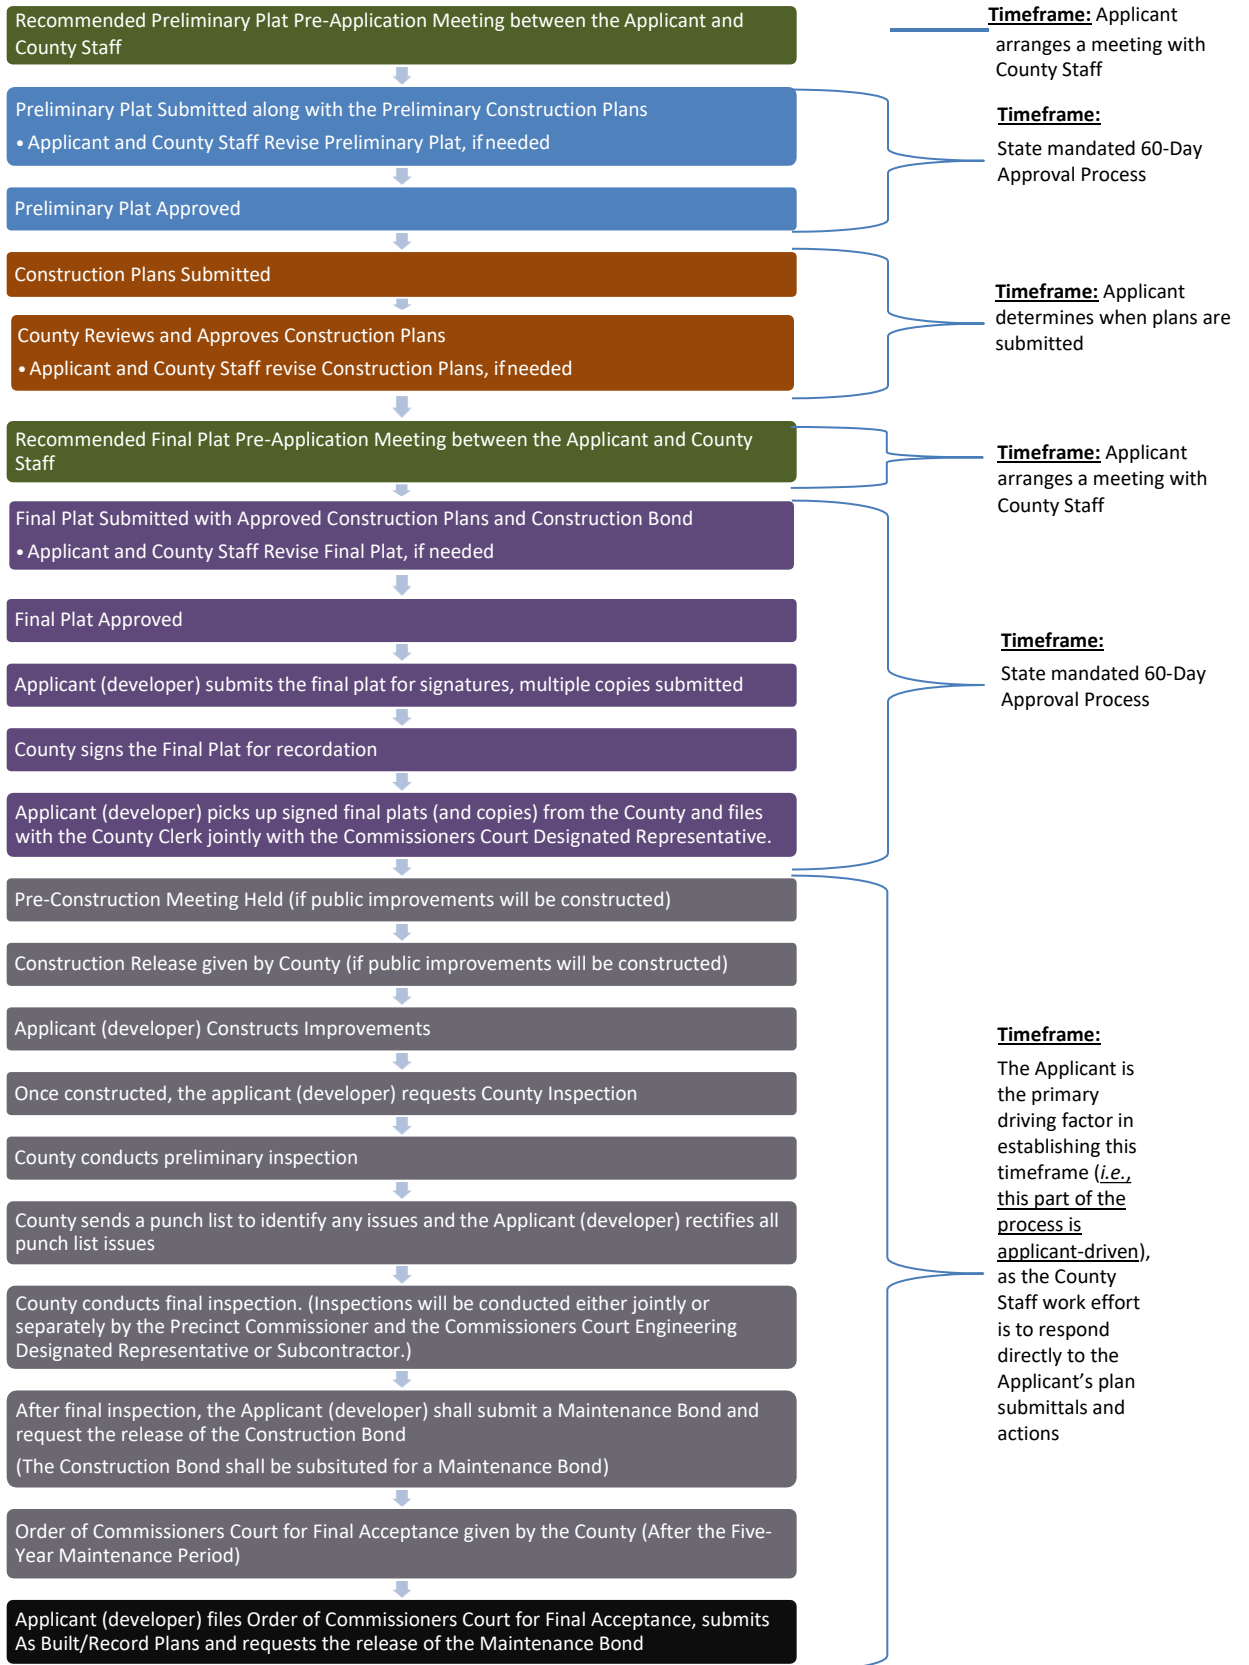 Recommended Preliminary Plat Pre-Application Meeting between the Applicant and
County Staff
Timeframe: Applicant
arranges a meeting with
County Staff
Preliminary Plat Submitted along with the Preliminary Construction Plans
• Applicant and County Staff Revise Preliminary Plat, if needed
Preliminary Plat Approved
Timeframe:
State mandated 60-Day
Approval Process
Construction Plans Submitted
County Reviews and Approves Construction Plans
• Applicant and County Staff revise Construction Plans, if needed
Timeframe: Applicant
determines when plans are
submitted
Recommended Final Plat Pre-Application Meeting between the Applicant and County
Staff
Timeframe: Applicant
arranges a meeting with
County Staff
Final Plat Submitted with Approved Construction Plans and Construction Bond
• Applicant and County Staff Revise Final Plat, if needed
Final Plat Approved
Applicant (developer) submits the final plat for signatures, multiple copies submitted
County signs the Final Plat for recordation
Applicant (developer) picks up signed final plats (and copies) from the County and files
with the County Clerk jointly with the Commissioners Court Designated Representative.
Timeframe:
State mandated 60-Day
Approval Process
Pre-Construction Meeting Held (if public improvements will be constructed)
Construction Release given by County (if public improvements will be constructed)
Applicant (developer) Constructs Improvements
Once constructed, the applicant (developer) requests County Inspection
County conducts preliminary inspection
County sends a punch list to identify any issues and the Applicant (developer) rectifies all
punch list issues
County conducts final inspection. (Inspections will be conducted either jointly or
separately by the Precinct Commissioner and the Commissioners Court Engineering
Designated Representative or Subcontractor.)
After final inspection, the Applicant (developer) shall submit a Maintenance Bond and
request the release of the Construction Bond
(The Construction Bond shall be subsituted for a Maintenance Bond)
Order of Commissioners Court for Final Acceptance given by the County (After the Five-
Year Maintenance Period)
Applicant (developer) files Order of Commissioners Court for Final Acceptance, submits
As Built/Record Plans and requests the release of the Maintenance Bond
Timeframe:
The Applicant is
the primary
driving factor in
establishing this
timeframe (i.e.,
this part of the
process is
applicant-driven),
as the County
Staff work effort
is to respond
directly to the
Applicant’s plan
submittals and
actions